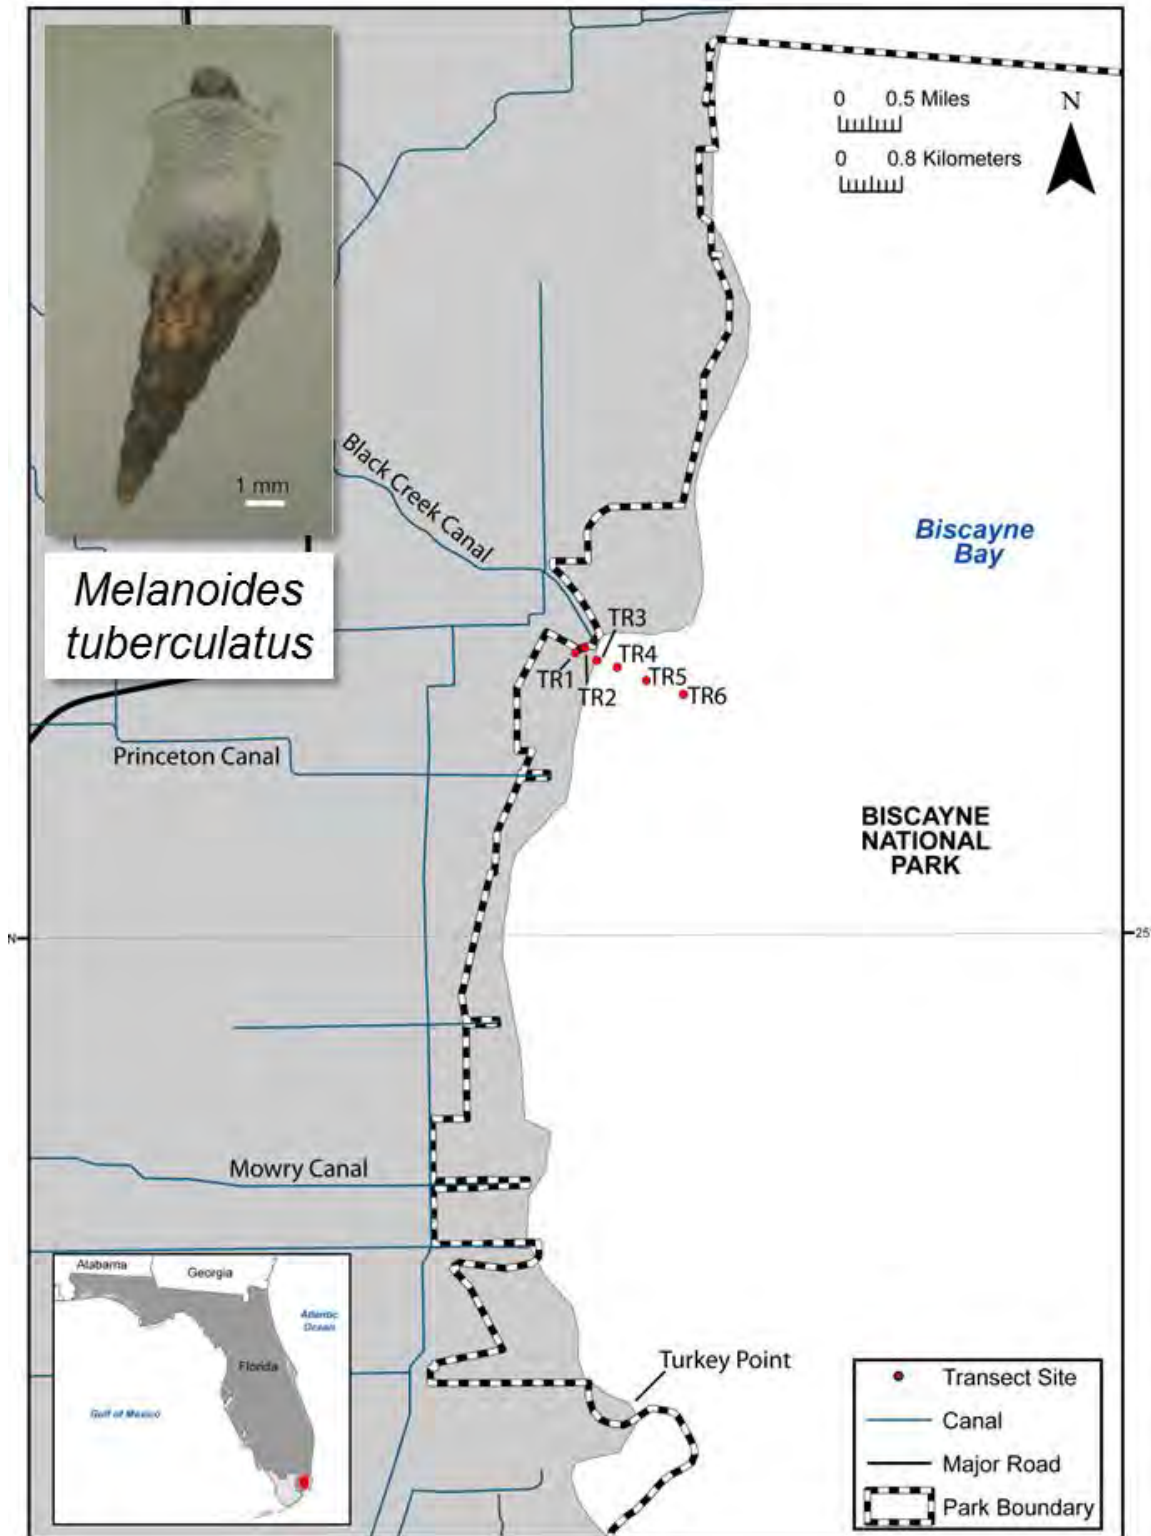 0 0.5 Miles
0 0.8 Kilometers
N
1 mm
Melanoides
tuberculatus
Black Creek Canal
Biscayne
Bay
TR3
TR4
TR1
TR5
TR2
TR6
Princeton Canal
BISCAYNE
NATIONAL
PARK
N
25
Mowry Canal
Alabama
Georgia
Atlantic
Ocean
Florida
Gulf of Mexico
Turkey Point
Transect Site
Canal
Major Road
Park Boundary